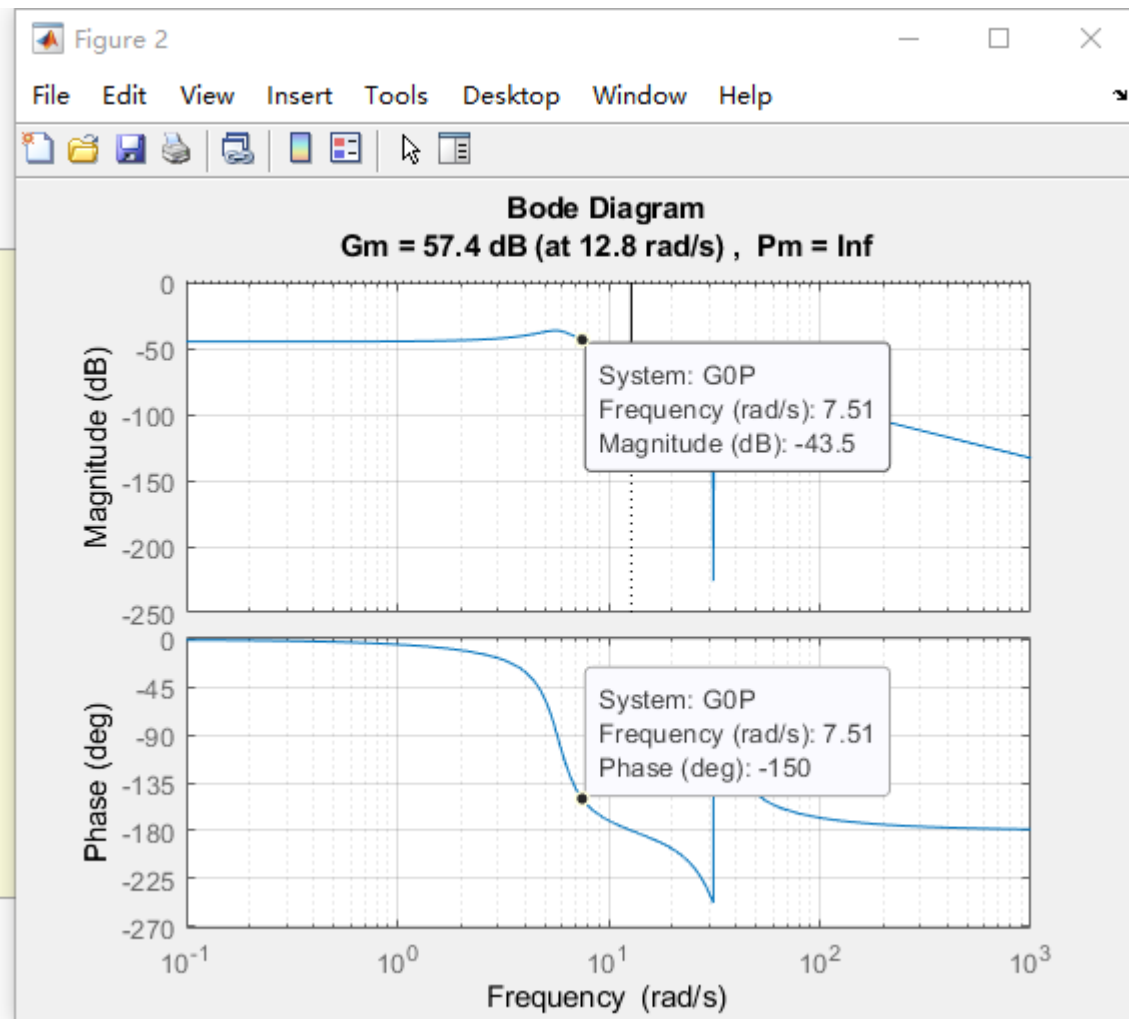 Figure 2
File Edit View Insert Tools Desktop Window Help
Bode Diagram
Gm = 57.4 dB (at 12.8 rad/s) , Pm = Inf
Magnitude (dB)
0
-50
-100
-150
-200
-250
System: G0P
Frequency (rad/s): 7.51
Magnitude (dB): -43.5
Phase (deg)
0
-45
-90
-135
-180
-225
-270
System: G0P
Frequency (rad/s): 7.51
Phase (deg): -150
10^-1 10^0 10^1 10^2 10^3
Frequency (rad/s)